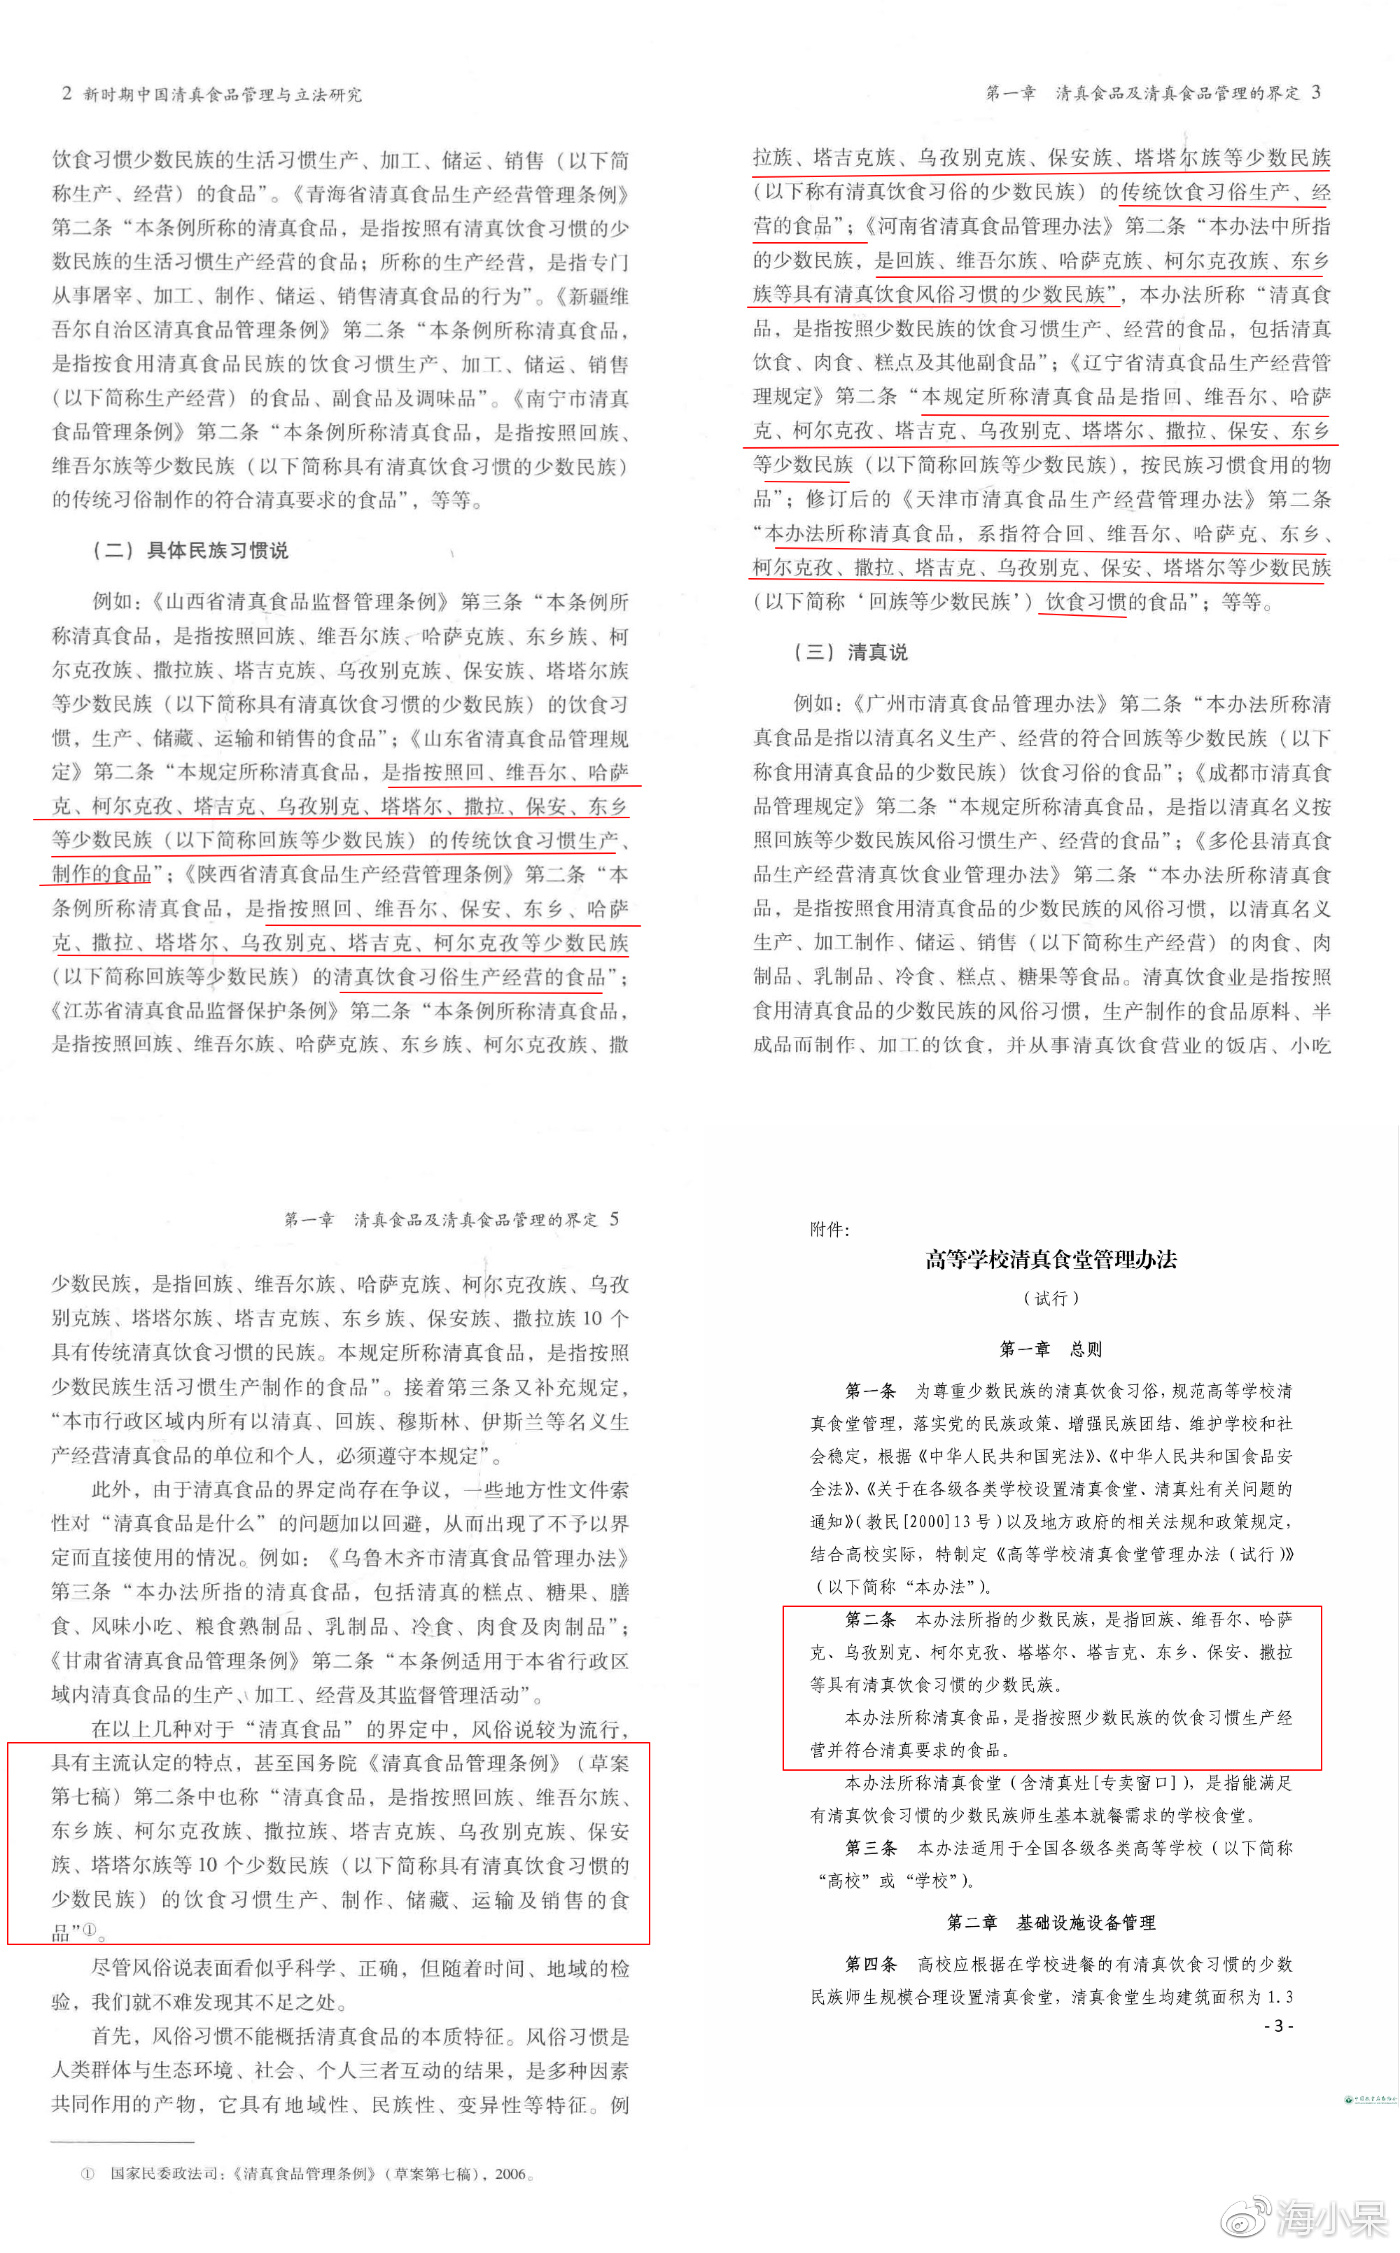 2 新时期中国清真食品管理与立法研究
饮食习惯少数民族的生活习惯生产、加工、储运、销售（以下简
称生产、经营）的食品”。《青海省清真食品生产经营管理条例》
第二条“本条例所称的清真食品，是指按照有清真饮食习惯的少
数民族的生活习惯生产经营的食品；所称的生产经营，是指专门
从事屠宰、加工、制作、储运、销售清真食品的行为”。《新疆维
吾尔自治区清真食品管理条例》第二条“本条例所称清真食品，
是指按食用清真食品民族的饮食习惯生产、加工、储运、销售
（以下简称生产经营）的食品、副食品及调味品”。《南宁市清真
食品管理条例》第二条“本条例所称清真食品，是指按照回族、
维吾尔族等少数民族（以下简称具有清真饮食习惯的少数民族）
的传统习俗制作的符合清真要求的食品”，等等。
（二）具体民族习惯说
例如：《山西省清真食品监督管理条例》第三条“本条例所
称清真食品，是指按照回族、维吾尔族、哈萨克族、东乡族、柯
尔克孜族、撒拉族、塔吉克族、乌孜别克族、保安族、塔塔尔族
等少数民族（以下简称具有清真饮食习惯的少数民族）的饮食习
惯，生产、储藏、运输和销售的食品”；《山东省清真食品管理规
定》第二条“本规定所称清真食品，是指按照回、维吾尔、哈萨
克、柯尔克孜、塔吉克、乌孜别克、塔塔尔、撒拉、保安、东乡
等少数民族（以下简称回族等少数民族）的传统饮食习惯生产、
制作的食品”；《陕西省清真食品生产经营管理条例》第二条“本
条例所称清真食品，是指按照回、维吾尔、保安、东乡、哈萨
克、撒拉、塔塔尔、乌孜别克、塔吉克、柯尔克孜等少数民族
（以下简称回族等少数民族）的清真饮食习俗生产经营的食品”；
《江苏省清真食品监督保护条例》第二条“本条例所称清真食品，
是指按照回族、维吾尔族、哈萨克族、东乡族、柯尔克孜族、撒
第一章 清真食品及清真食品管理的界定 3
拉族、塔吉克族、乌孜别克族、保安族、塔塔尔族等少数民族
（以下称有清真饮食习俗的少数民族）的传统饮食习俗生产、经
营的食品”；《河南省清真食品管理办法》第二条“本办法中所指
的少数民族，是回族、维吾尔族、哈萨克族、柯尔克孜族、东乡
族等具有清真饮食风俗习惯的少数民族”，本办法所称“清真食
品，是指按照少数民族的饮食习惯生产、经营的食品，包括清真
饮食、肉食、糕点及其他副食品”；《辽宁省清真食品生产经营管
理规定》第二条“本规定所称清真食品是指回、维吾尔、哈萨
克、柯尔克孜、塔吉克、乌孜别克、塔塔尔、撒拉、保安、东乡
等少数民族（以下简称回族等少数民族），按民族习惯食用的物
品”；修订后的《天津市清真食品生产经营管理办法》第二条
“本办法所称清真食品，系指符合回、维吾尔、哈萨克、东乡、
柯尔克孜、撒拉、塔吉克、乌孜别克、保安、塔塔尔等少数民族
（以下简称‘回族等少数民族’）饮食习惯的食品”；等等。
（三）清真说
例如：《广州市清真食品管理办法》第二条“本办法所称清
真食品是指以清真名义生产、经营的符合回族等少数民族（以下
称食用清真食品的少数民族）饮食习俗的食品”；《成都市清真食
品管理规定》第二条“本规定所称清真食品，是指以清真名义按
照回族等少数民族风俗习惯生产、经营的食品”；《多伦县清真食
品生产经营清真饮食业管理办法》第二条“本办法所称清真食
品，是指按照食用清真食品的少数民族的风俗习惯，以清真名义
生产、加工制作、储运、销售（以下简称生产经营）的肉食、肉
制品、乳制品、冷食、糕点、糖果等食品。清真饮食业是指按照
食用清真食品的少数民族的风俗习惯，生产制作的食品原料、半
成品而制作、加工的饮食，并从事清真饮食营业的饭店、小吃
第一章 清真食品及清真食品管理的界定 5
少数民族，是指回族、维吾尔族、哈萨克族、柯尔克孜族、乌孜
别克族、塔塔尔族、塔吉克族、东乡族、保安族、撒拉族10个
具有传统清真饮食习惯的民族。本规定所称清真食品，是指按照
少数民族生活习惯生产制作的食品”。接着第三条又补充规定，
“本市行政区域内所有以清真、回族、穆斯林、伊斯兰等名义生
产经营清真食品的单位和个人，必须遵守本规定”。
此外，由于清真食品的界定尚存在争议，一些地方性文件索
性对“清真食品是什么”的问题加以回避，从而出现了不予以界
定而直接使用的情况。例如：《乌鲁木齐市清真食品管理办法》
第三条“本办法所指的清真食品，包括清真的糕点、糖果、膳
食、风味小吃、粮食熟制品、乳制品、冷食、肉食及肉制品”；
《甘肃省清真食品管理条例》第二条“本条例适用于本省行政区
域内清真食品的生产、加工、经营及其监督管理活动”。
在以上几种对于“清真食品”的界定中，风俗说较为流行，
具有主流认定的特点，甚至国务院《清真食品管理条例》（草案
第七稿）第二条中也称“清真食品，是指按照回族、维吾尔族、
东乡族、柯尔克孜族、撒拉族、塔吉克族、乌孜别克族、保安
族、塔塔尔族等10个少数民族（以下简称具有清真饮食习惯的
少数民族）的饮食习惯生产、制作、储藏、运输及销售的食
品”①。
尽管风俗说表面看似乎科学、正确，但随着时间、地域的检
验，我们就不难发现其不足之处。
首先，风俗习惯不能概括清真食品的本质特征。风俗习惯是
人类群体与生态环境、社会、个人三者互动的结果，是多种因素
共同作用的产物，它具有地域性、民族性、变异性等特征。例
① 国家民委政法司：《清真食品管理条例》（草案第七稿），2006。
附件：
高等学校清真食堂管理办法
（试行）
第一章 总则
第一条 为尊重少数民族的清真饮食习俗，规范高等学校清
真食堂管理，落实党的民族政策、增强民族团结、维护学校和社
会稳定，根据《中华人民共和国宪法》、《中华人民共和国食品安
全法》、《关于在各级各类学校设置清真食堂、清真灶有关问题的
通知》（教民[2000]13号）以及地方政府的相关法规和政策规定，
结合高校实际，特制定《高等学校清真食堂管理办法（试行）》
（以下简称“本办法”）。
第二条 本办法所指的少数民族，是指回族、维吾尔、哈萨
克、乌孜别克、柯尔克孜、塔塔尔、塔吉克、东乡、保安、撒拉
等具有清真饮食习惯的少数民族。
本办法所称清真食品，是指按照少数民族的饮食习惯生产经
营并符合清真要求的食品。
本办法所称清真食堂（含清真灶[专卖窗口]），是指能满足
有清真饮食习惯的少数民族师生基本就餐需求的学校食堂。
第三条 本办法适用于全国各级各类高等学校（以下简称
“高校”或“学校”）。
第二章 基础设施设备管理
第四条 高校应根据在学校进餐的有清真饮食习惯的少数
民族师生规模合理设置清真食堂，清真食堂生均建筑面积为1.3
- 3 -
海小呆